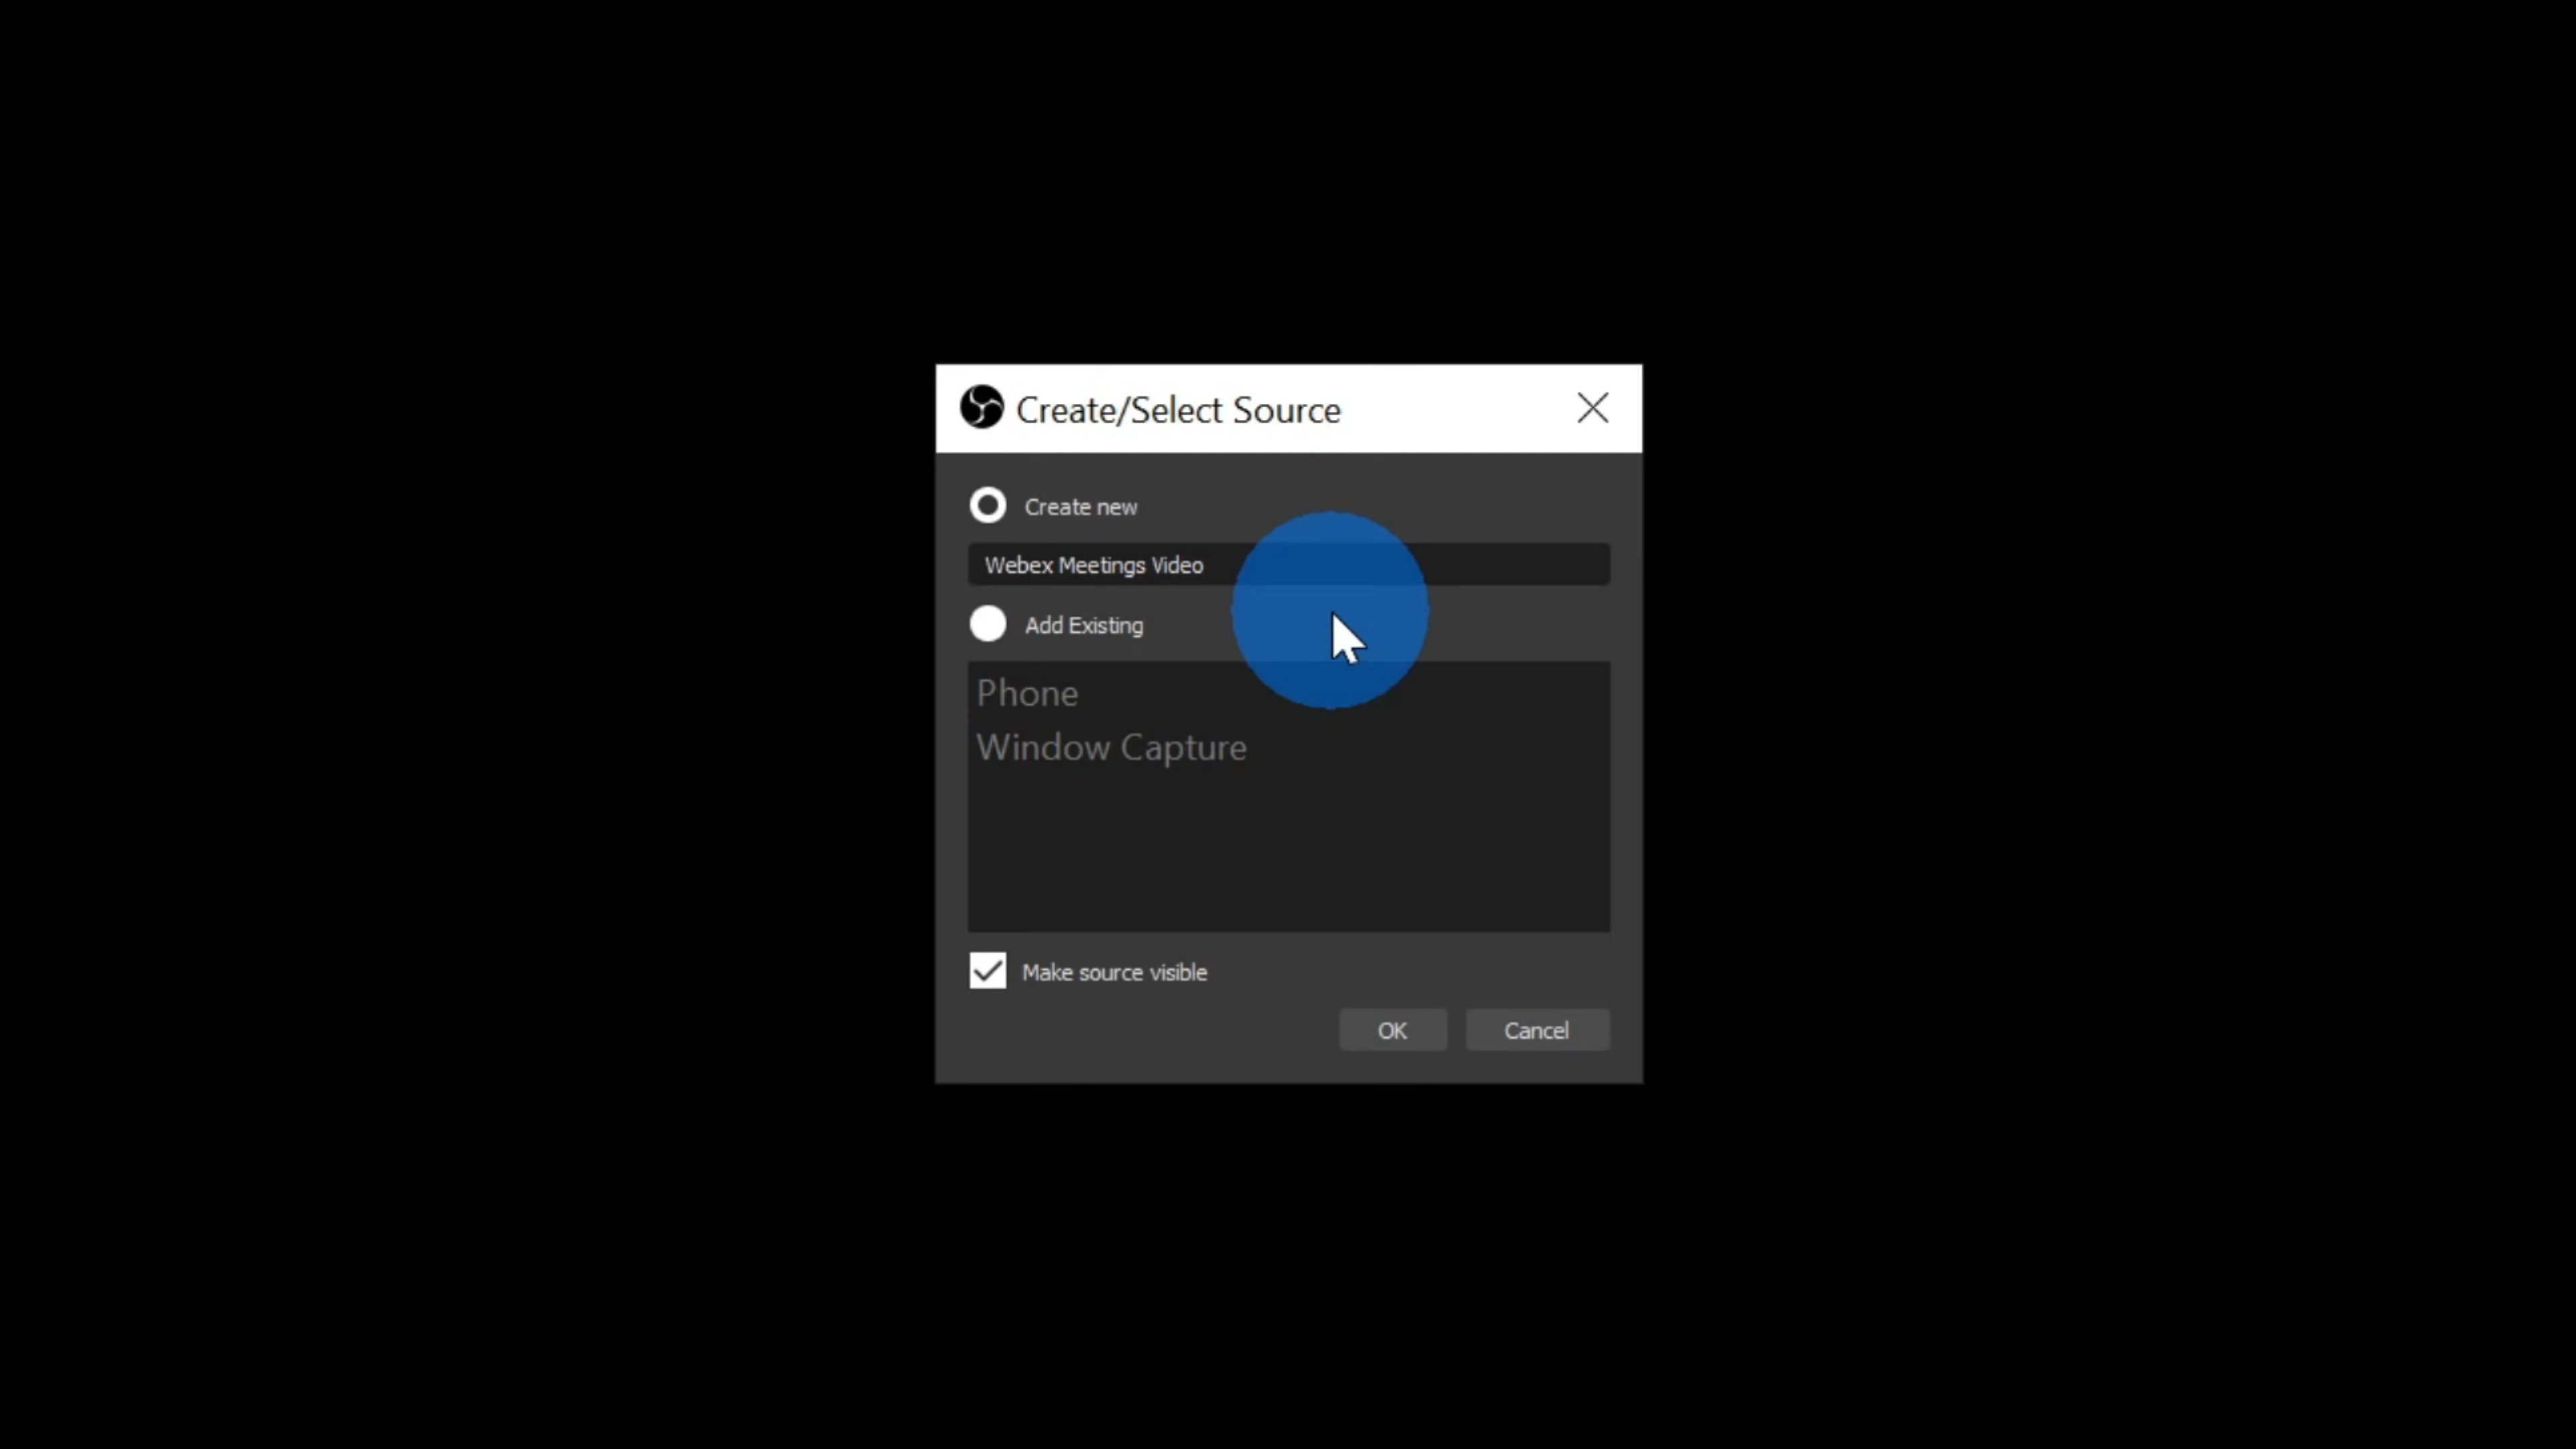 Create/Select Source
Create new
Webex Meetings Video
Add Existing
Phone
Window Capture
Make source visible
OK
Cancel